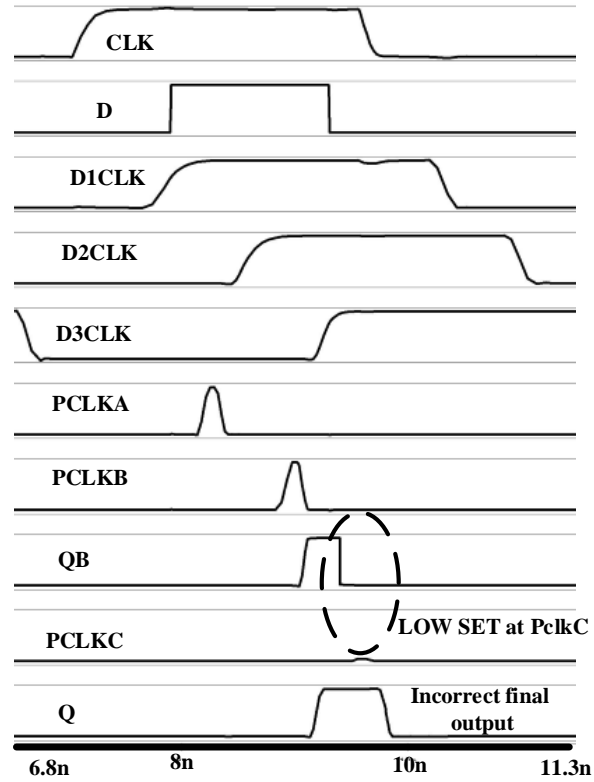 CLK
D
D1CLK
D2CLK
D3CLK
PCLKA
PCLKB
QB
LOW SET at PclkC
PCLKC
Q
Incorrect final
output
6.8n 8n 10n 11.3n